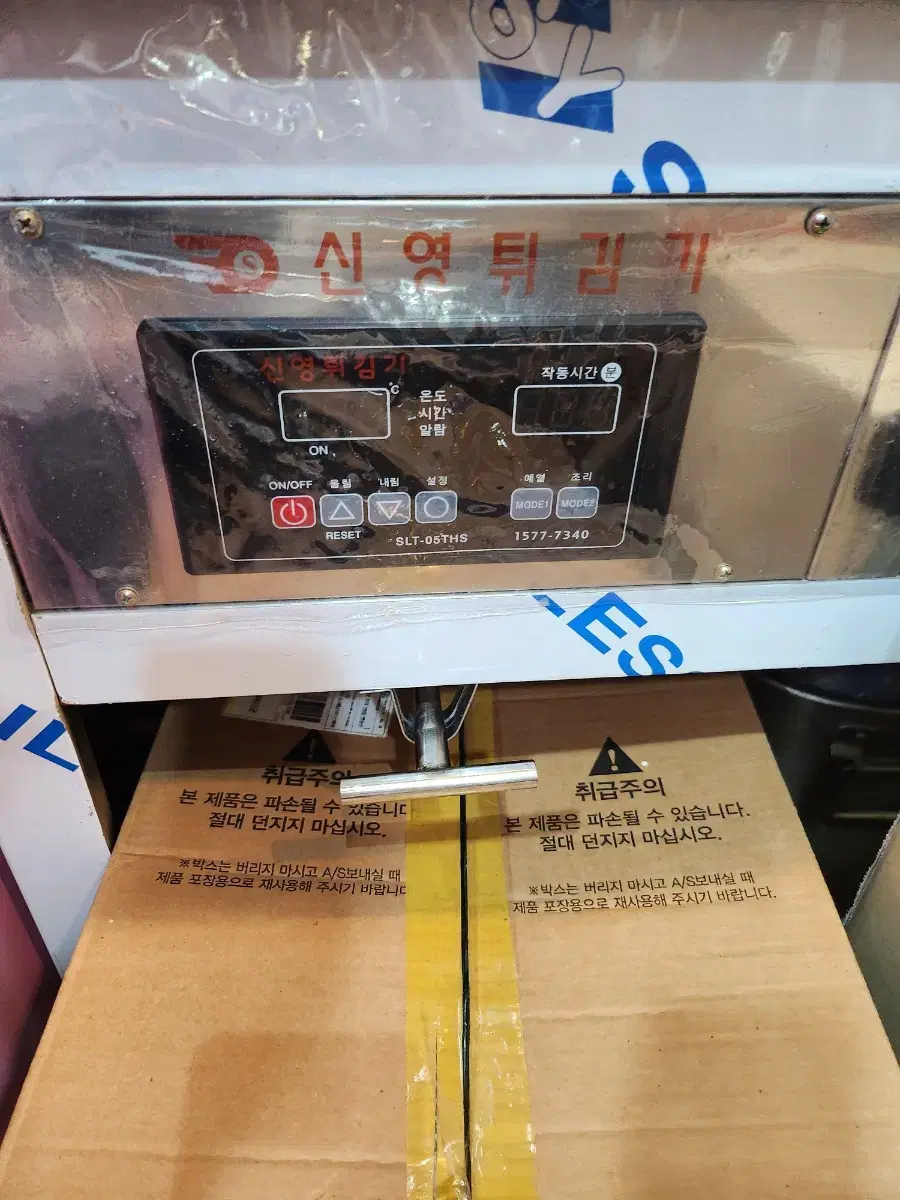 S
S
신영튀김기
신영튀김기
작동시간 분
°C
온도
시간
알람
ON
ON/OFF 올림 내림 설정
예열 조리
MODE1 MODE2
RESET
SLT-05THS
1577-7340
LES
IL
취급주의
본 제품은 파손될 수 있습니다
절대 던지지 마십시오.
※박스는 버리지 마시고 A/S보내실 때
제품 포장용으로 재사용해 주시기 바랍니다
취급주의
본 제품은 파손될 수 있습니다.
절대 던지지 마십시오.
※박스는 버리지 마시고 A/S보내실 때
제품 포장용으로 재사용해 주시기 바랍니다.